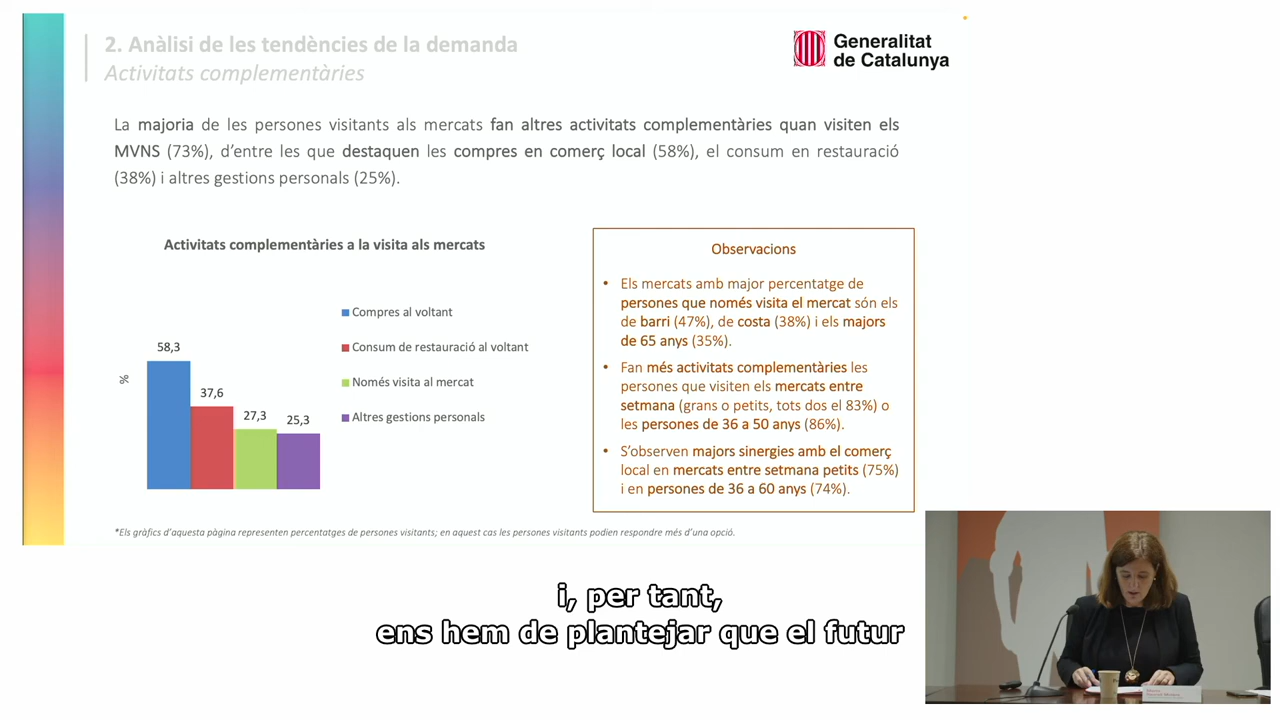 2. Anàlisi de les tendències de la demanda
Activitats complementàries
Generalitat
de Catalunya
La majoria de les persones visitants als mercats fan altres activitats complementàries quan visiten els
MVNS (73%), d'entre les que destaquen les compres en comerç local (58%), el consum en restauració
(38%) i altres gestions personals (25%).
Activitats complementàries a la visita als mercats
%
58,3
37,6
27,3
25,3
Compres al voltant
Consum de restauració al voltant
Només visita al mercat
Altres gestions personals
Observacions
• Els mercats amb major percentatge de
persones que només visita el mercat són els
de barri (47%), de costa (38%) i els majors
de 65 anys (35%).
• Fan més activitats complementàries les
persones que visiten els mercats entre
setmana (grans o petits, tots dos el 83%) o
les persones de 36 a 50 anys (86%).
• S'observen majors sinergies amb el comerç
local en mercats entre setmana petits (75%)
i en persones de 36 a 60 anys (74%).
*Els gràfics d'aquesta pàgina representen percentatges de persones visitants; en aquest cas les persones visitants podien respondre més d'una opció.
i, per tant,
ens hem de plantejar que el futur